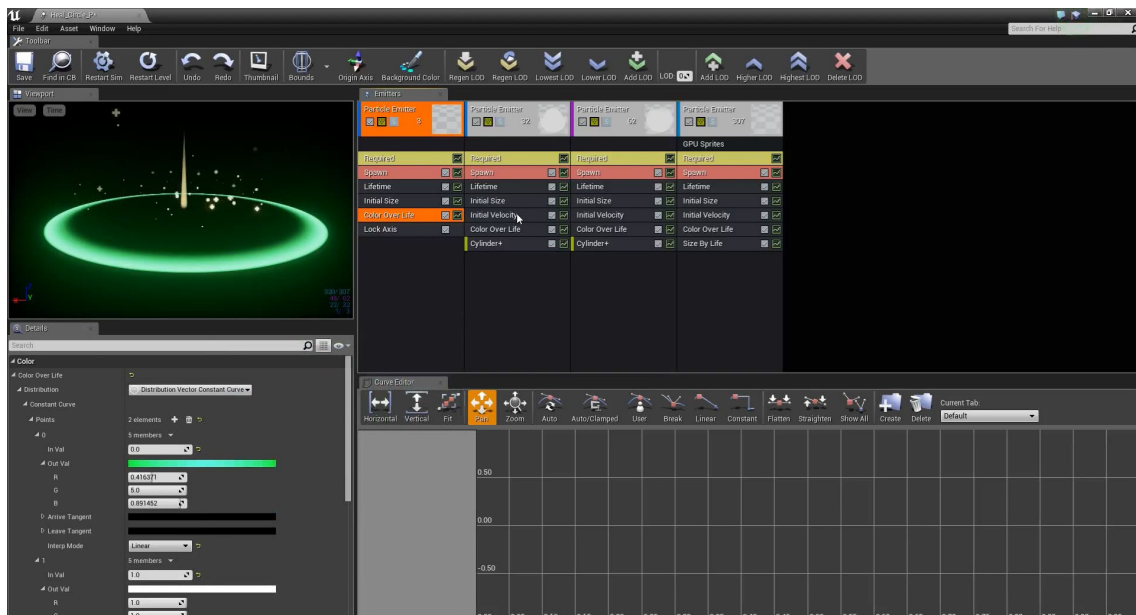 Heal_Circle_Pt
File Edit Asset Window Help
Search For Help
Toolbar
Save Find in CB Restart Sim Restart Level Undo Redo Thumbnail Bounds Origin Axis Background Color Regen LOD Regen LOD Lowest LOD Lower LOD Add LOD LOD 0 Add LOD Higher LOD Highest LOD Delete LOD
Viewport
View Time
X
Y
Emitters
Particle Emitter Particle Emitter Particle Emitter Particle Emitter
3 32 52 307
GPU Sprites
Required Required Required Required
Spawn Spawn Spawn Spawn
Lifetime Lifetime Lifetime Lifetime
Initial Size Initial Size Initial Size Initial Size
Color Over Life Initial Velocity Initial Velocity Initial Velocity
Lock Axis Color Over Life Color Over Life Color Over Life
Cylinder+ Cylinder+ Size By Life
Details
Search
Color
Color Over Life
Distribution Distribution Vector Constant Curve
Constant Curve
Points 2 elements
0 5 members
In Val 0.0
Out Val
R 0.416371
G 5.0
B 0.891452
Arrive Tangent
Leave Tangent
Interp Mode Linear
1 5 members
In Val 1.0
Out Val
R 1.0
Curve Editor
Horizontal Vertical Fit Pan Zoom Auto Auto/Clamped User Break Linear Constant Flatten Straighten Show All Create Delete
Current Tab:
Default
0.50
0.00
-0.50